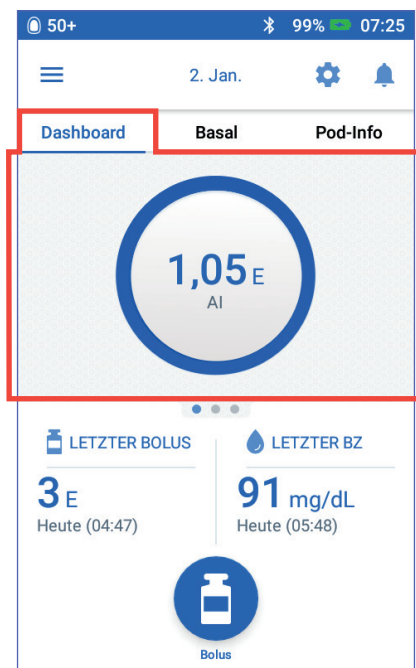 50+ 99% 07:25
2. Jan.
Dashboard Basal Pod-Info
1,05 E
AI
LETZTER BOLUS LETZTER BZ
3 E 91 mg/dL
Heute (04:47) Heute (05:48)
Bolus